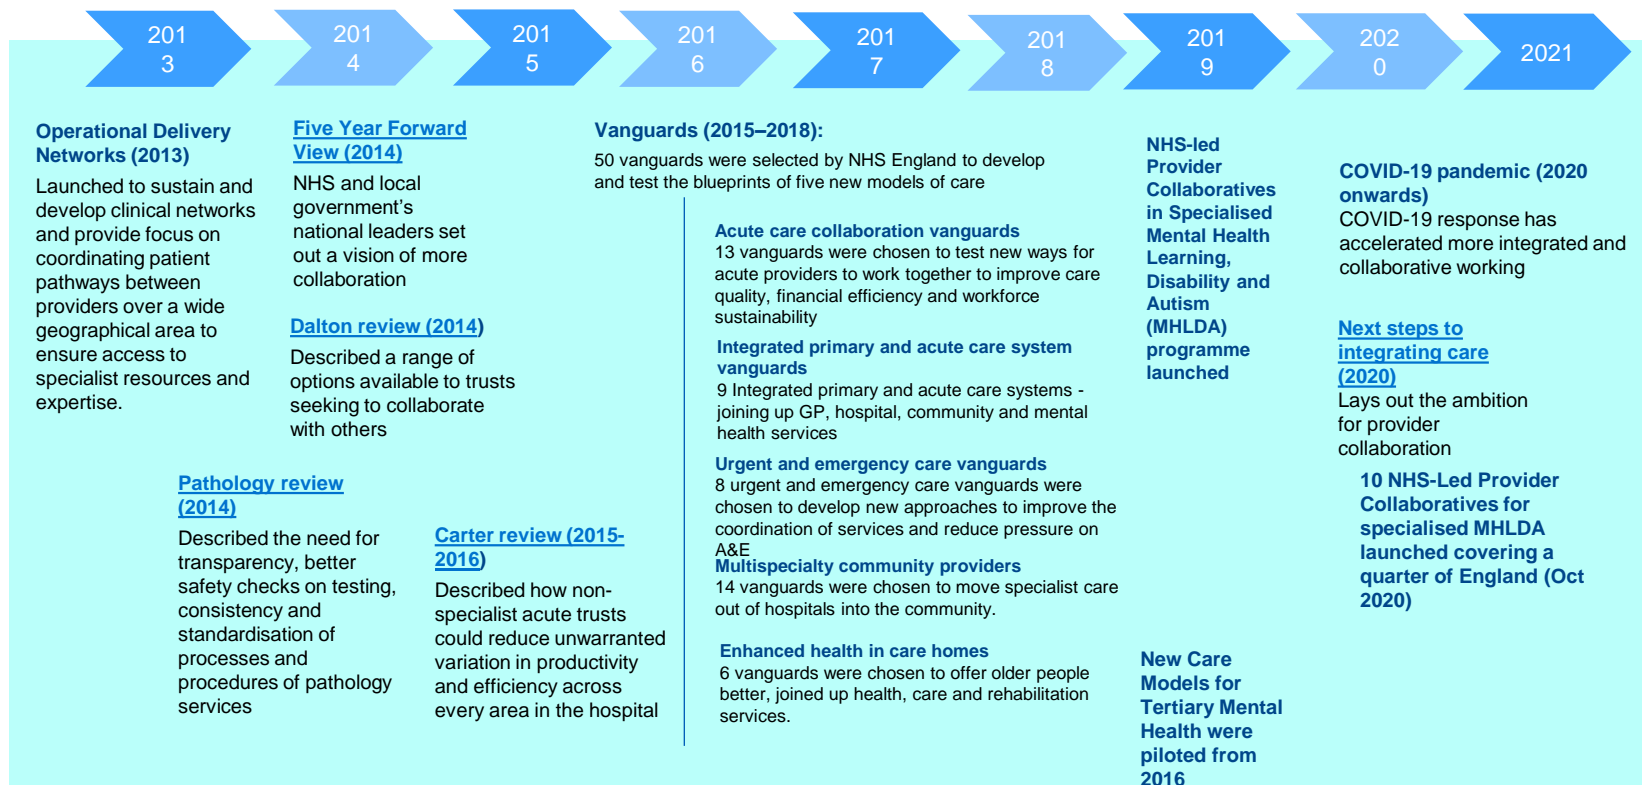 201
3
201
4
201
5
201
6
201
7
201
8
201
9
202
0
2021
Operational Delivery
Networks (2013)
Launched to sustain and
develop clinical networks
and provide focus on
coordinating patient
pathways between
providers over a wide
geographical area to
ensure access to
specialist resources and
expertise.
Five Year Forward
View (2014)
NHS and local
government's
national leaders set
out a vision of more
collaboration
Dalton review (2014)
Described a range of
options available to trusts
seeking to collaborate
with others
Pathology review
(2014)
Described the need for
transparency, better
safety checks on testing,
consistency and
standardisation of
processes and
procedures of pathology
services
Carter review (2015-
2016)
Described how non-
specialist acute trusts
could reduce unwarranted
variation in productivity
and efficiency across
every area in the hospital
Vanguards (2015–2018):
50 vanguards were selected by NHS England to develop
and test the blueprints of five new models of care
Acute care collaboration vanguards
13 vanguards were chosen to test new ways for
acute providers to work together to improve care
quality, financial efficiency and workforce
sustainability
Integrated primary and acute care system
vanguards
9 Integrated primary and acute care systems -
joining up GP, hospital, community and mental
health services
Urgent and emergency care vanguards
8 urgent and emergency care vanguards were
chosen to develop new approaches to improve the
coordination of services and reduce pressure on
A&E
Multispecialty community providers
14 vanguards were chosen to move specialist care
out of hospitals into the community.
Enhanced health in care homes
6 vanguards were chosen to offer older people
better, joined up health, care and rehabilitation
services.
NHS-led
Provider
Collaboratives
in Specialised
Mental Health
Learning,
Disability and
Autism
(MHLDA)
programme
launched
New Care
Models for
Tertiary Mental
Health were
piloted from
2016
COVID-19 pandemic (2020
onwards)
COVID-19 response has
accelerated more integrated and
collaborative working
Next steps to
integrating care
(2020)
Lays out the ambition
for provider
collaboration
10 NHS-Led Provider
Collaboratives for
specialised MHLDA
launched covering a
quarter of England (Oct
2020)